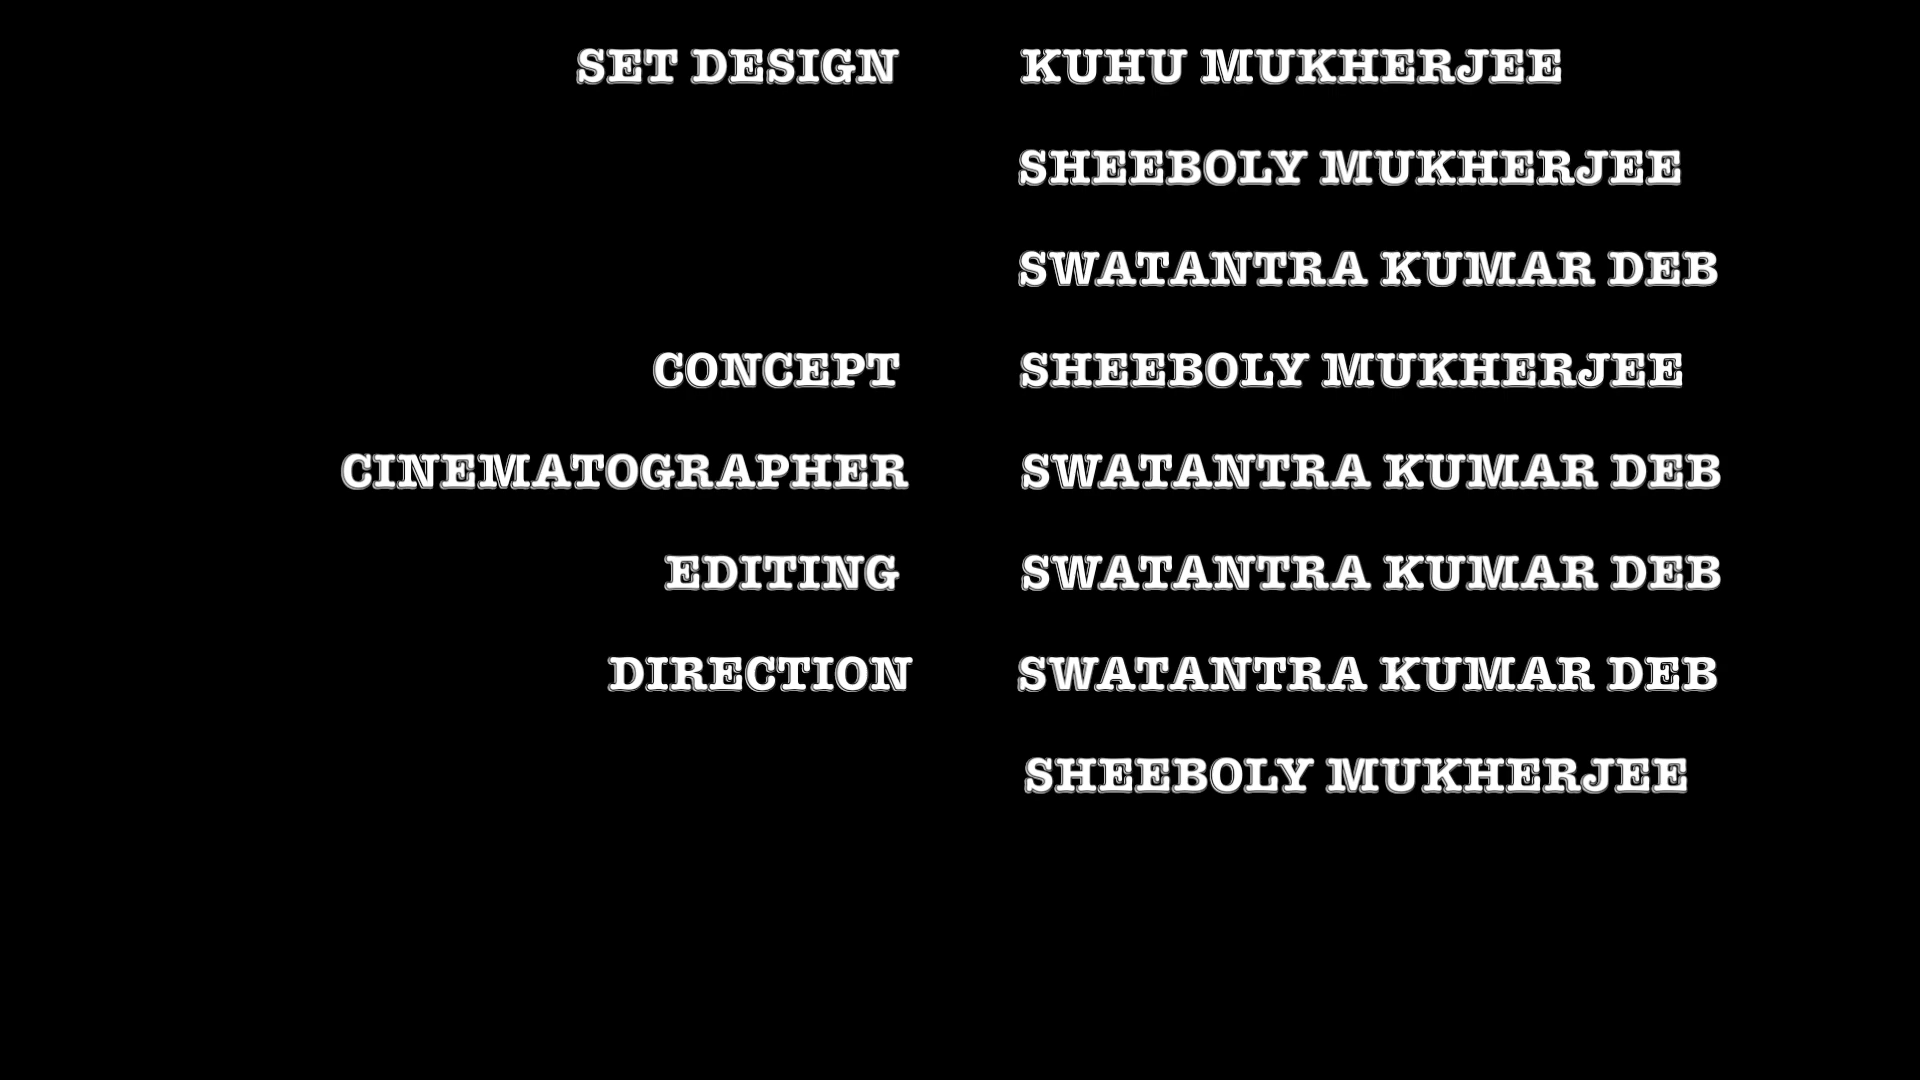 SET DESIGN KUHU MUKHERJEE
SHEEBOLY MUKHERJEE
SWATANTRA KUMAR DEB
CONCEPT SHEEBOLY MUKHERJEE
CINEMATOGRAPHER SWATANTRA KUMAR DEB
EDITING SWATANTRA KUMAR DEB
DIRECTION SWATANTRA KUMAR DEB
SHEEBOLY MUKHERJEE